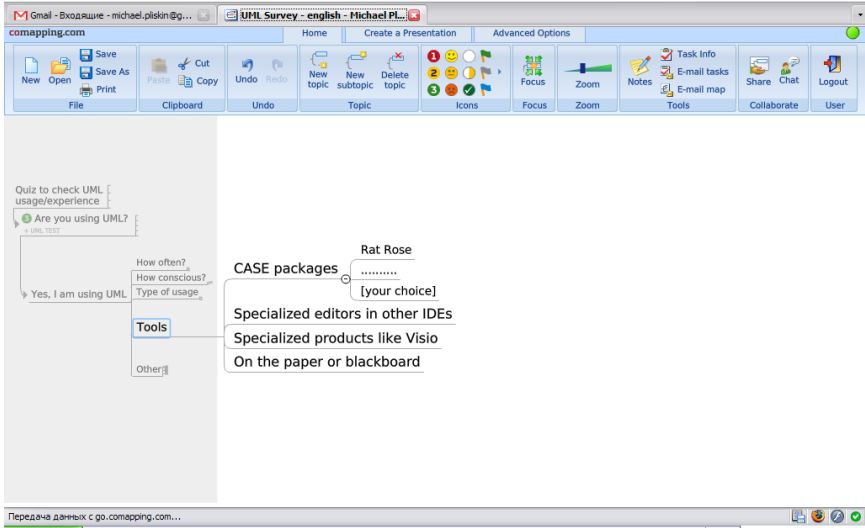 Gmail - Входящие - michael.pliskin@g...
UML Survey - english - Michael Pl...
comapping.com
Home
Create a Presentation
Advanced Options
New
Open
Save
Save As
Print
File
Paste
Cut
Copy
Clipboard
Undo
Redo
Undo
New topic
New subtopic
Delete topic
Topic
1
2
3
Icons
Focus
Focus
Zoom
Zoom
Notes
Task Info
E-mail tasks
E-mail map
Tools
Share
Chat
Collaborate
Logout
User
Quiz to check UML
usage/experience
3 Are you using UML?
+ UML TEST
Yes, I am using UML
How often?
How conscious?
Type of usage
Tools
Other
CASE packages
Rat Rose
..........
[your choice]
Specialized editors in other IDEs
Specialized products like Visio
On the paper or blackboard
Передача данных с go.comapping.com...